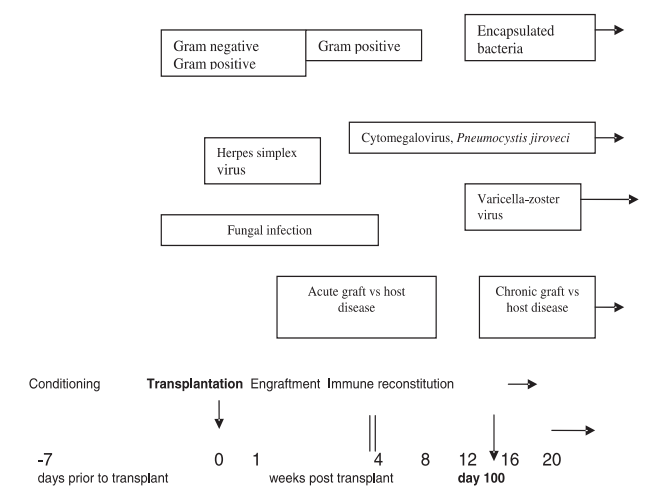 Gram negative
Gram positive
Gram positive
Encapsulated
bacteria
Cytomegalovirus, Pneumocystis jiroveci
Herpes simplex
virus
Varicella-zoster
virus
Fungal infection
Acute graft vs host
disease
Chronic graft vs
host disease
Conditioning Transplantation Engraftment Immune reconstitution
-7 0 1 4 8 12 16 20
days prior to transplant weeks post transplant day 100